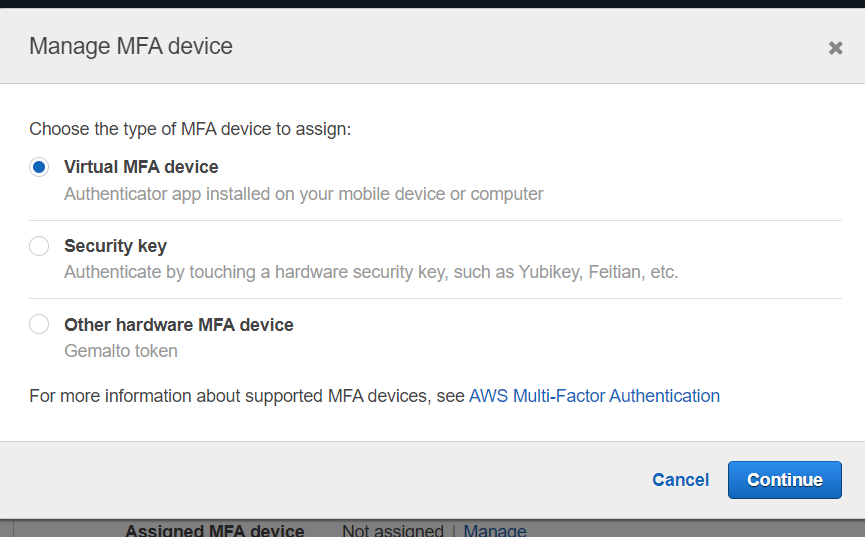 Manage MFA device
Choose the type of MFA device to assign:
Virtual MFA device
Authenticator app installed on your mobile device or computer
Security key
Authenticate by touching a hardware security key, such as Yubikey, Feitian, etc.
Other hardware MFA device
Gemalto token
For more information about supported MFA devices, see AWS Multi-Factor Authentication
Cancel Continue
Assigned MFA device Not assigned | Manage